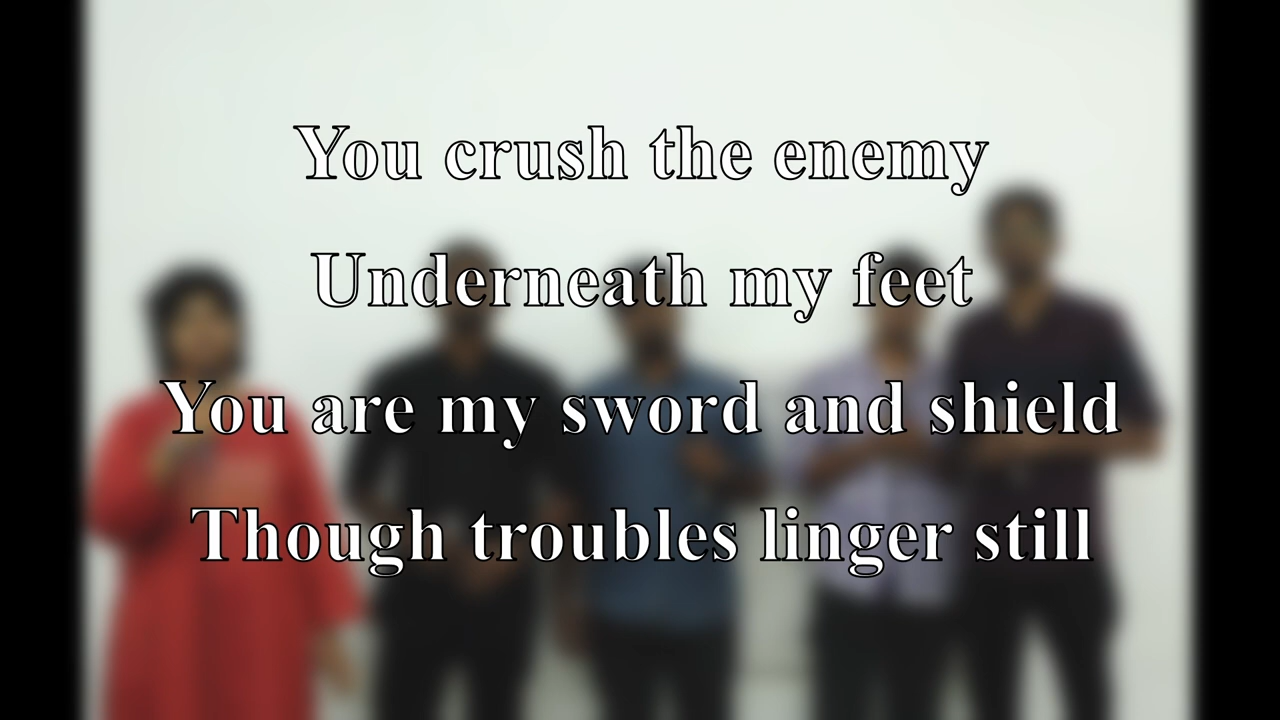 You crush the enemy
Underneath my feet
You are my sword and shield
Though troubles linger still